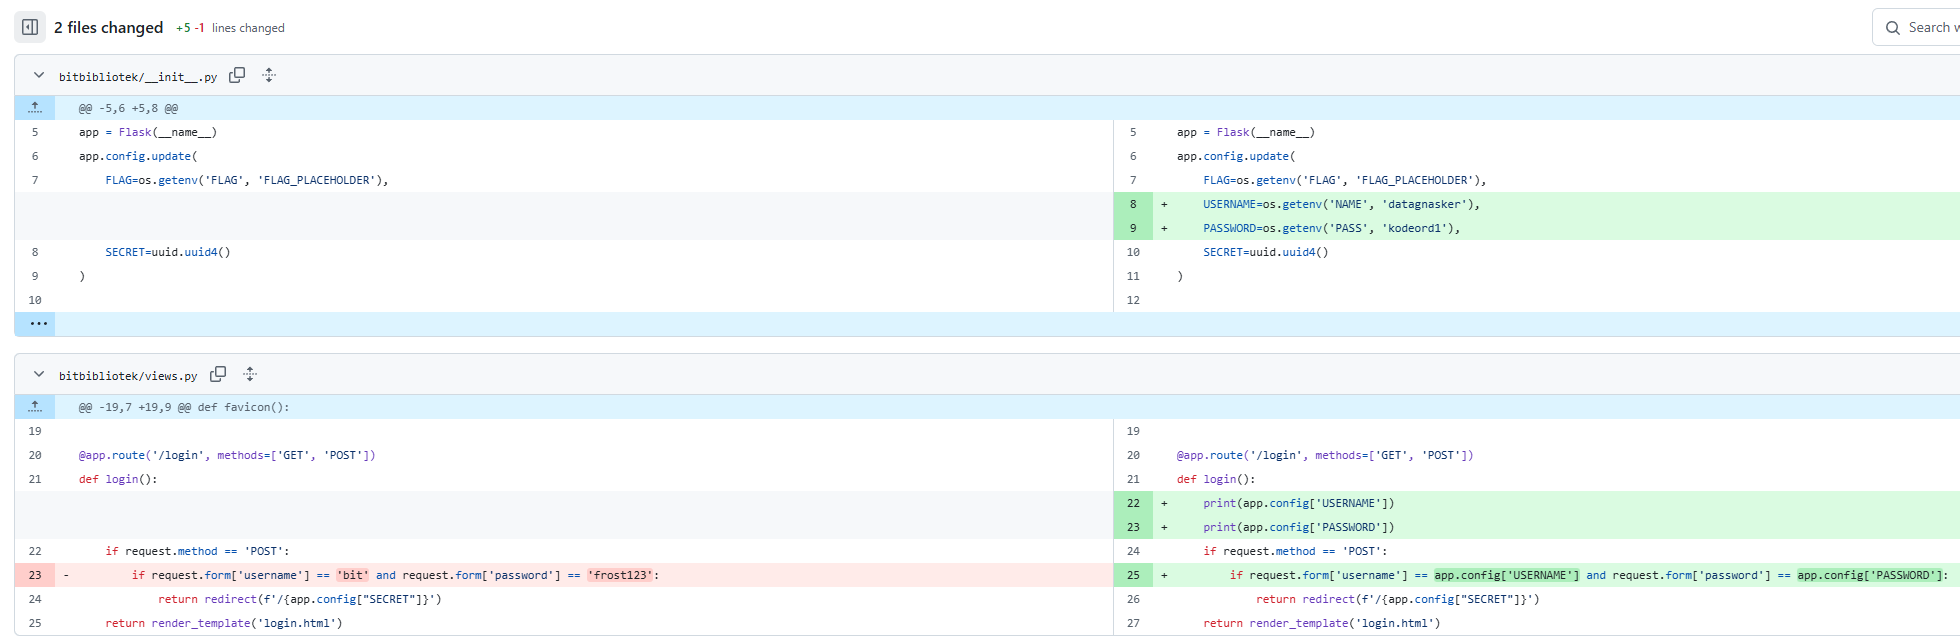 2 files changed +5 -1 lines changed
Search
bitbibliotek/__init__.py
@@ -5,6 +5,8 @@
5 app = Flask(__name__)
6 app.config.update(
7 FLAG=os.getenv('FLAG', 'FLAG_PLACEHOLDER'),
8 SECRET=uuid.uuid4()
9 )
10
5 app = Flask(__name__)
6 app.config.update(
7 FLAG=os.getenv('FLAG', 'FLAG_PLACEHOLDER'),
8 + USERNAME=os.getenv('NAME', 'datagnasker'),
9 + PASSWORD=os.getenv('PASS', 'kodeord1'),
10 SECRET=uuid.uuid4()
11 )
12
bitbibliotek/views.py
@@ -19,7 +19,9 @@ def favicon():
19
20 @app.route('/login', methods=['GET', 'POST'])
21 def login():
22 if request.method == 'POST':
23 - if request.form['username'] == 'bit' and request.form['password'] == 'frost123':
24 return redirect(f'/{app.config["SECRET"]}')
25 return render_template('login.html')
19
20 @app.route('/login', methods=['GET', 'POST'])
21 def login():
22 + print(app.config['USERNAME'])
23 + print(app.config['PASSWORD'])
24 if request.method == 'POST':
25 + if request.form['username'] == app.config['USERNAME'] and request.form['password'] == app.config['PASSWORD']:
26 return redirect(f'/{app.config["SECRET"]}')
27 return render_template('login.html')